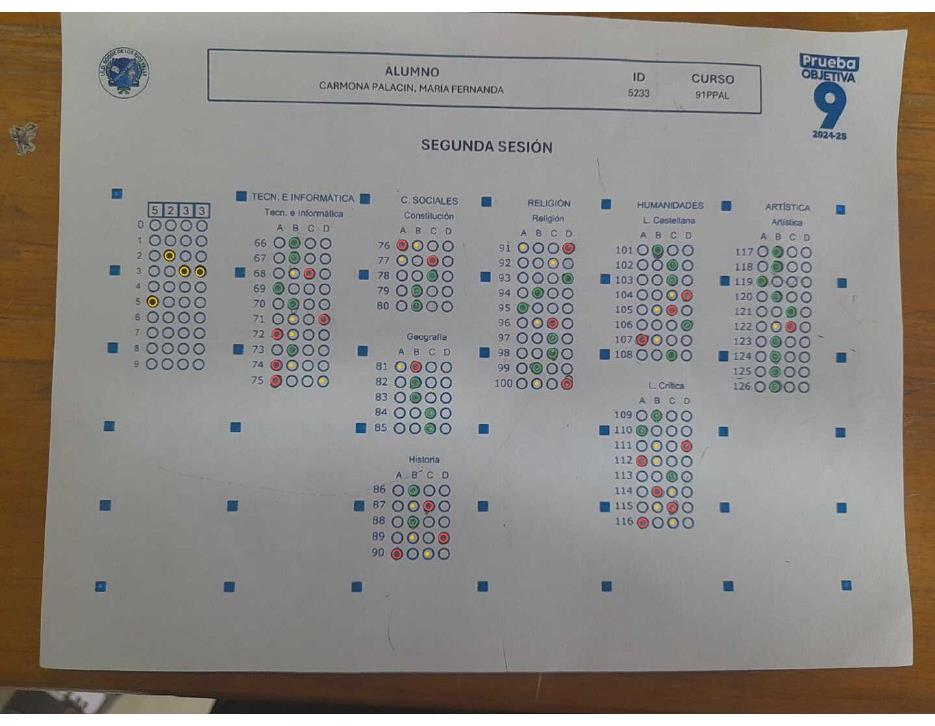 ALUMNO
CARMONA PALACIN, MARIA FERNANDA
ID
5233
CURSO
91PPAL
Prueba
OBJETIVA
9
2024-25
SEGUNDA SESIÓN
5 2 3 3
0
1
2
3
4
5
6
7
8
9
TECN. E INFORMÁTICA
Tecn. e Informática
A B C D
66
67
68
69
70
71
72
73
74
75
C. SOCIALES
Constitución
A B C D
76
77
78
79
80
Geografía
A B C D
81
82
83
84
85
Historia
A B C D
86
87
88
89
90
RELIGIÓN
Religión
A B C D
91
92
93
94
95
96
97
98
99
100
HUMANIDADES
L. Castellana
A B C D
101
102
103
104
105
106
107
108
L. Crítica
A B C D
109
110
111
112
113
114
115
116
ARTÍSTICA
Artística
A B C D
117
118
119
120
121
122
123
124
125
126